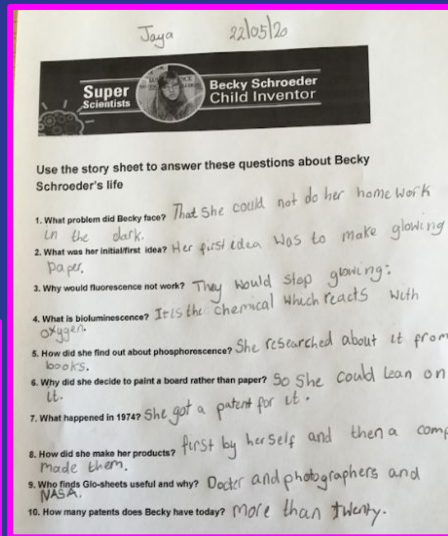 Jaya 22/05/20
Super
Scientists
Becky Schroeder
Child Inventor
Use the story sheet to answer these questions about Becky
Schroeder's life
1. What problem did Becky face? That She could not do her home work
in the dark.
2. What was her initial/first idea? Her first edea was to make glowing
paper.
3. Why would fluorescence not work? They would stop glowing.
4. What is bioluminescence? It is the chemical which reacts with
oxygen.
5. How did she find out about phosphorescence? She researched about it from
books.
6. Why did she decide to paint a board rather than paper? So She could lean on
it.
7. What happened in 1974? She got a patent for it.
8. How did she make her products? first by her self and then a comp
made them.
9. Who finds Glo-sheets useful and why? Docter and photographers and
NASA.
10. How many patents does Becky have today? more than twenty.